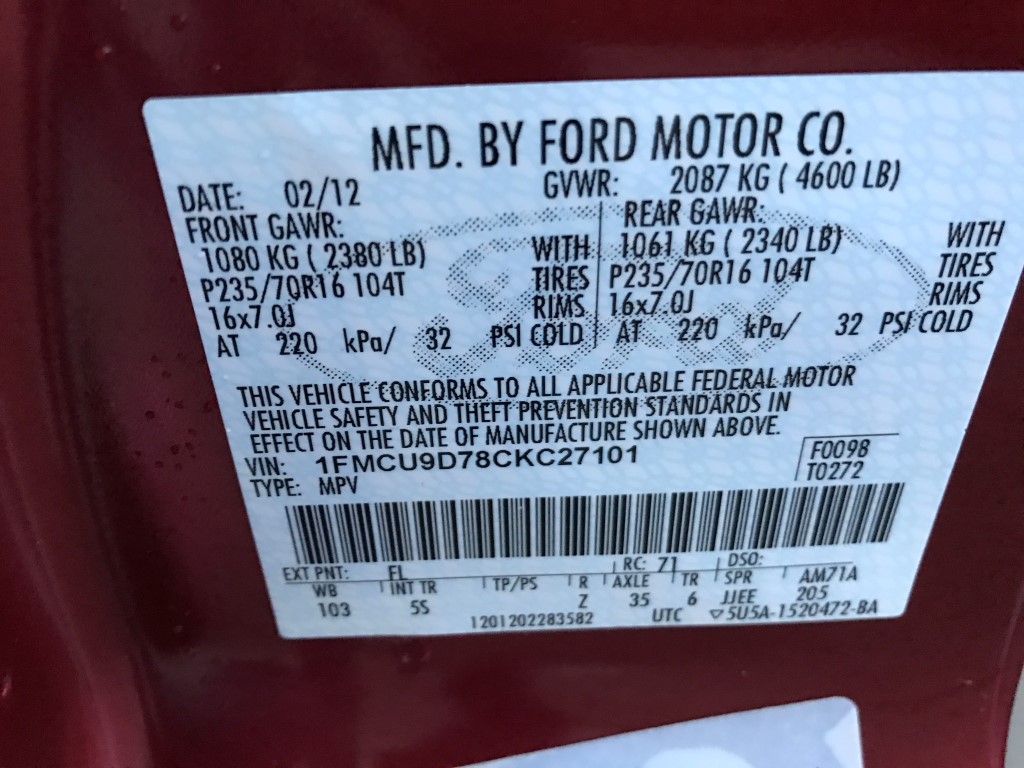 MFD. BY FORD MOTOR CO.
DATE: 02/12 GVWR: 2087 KG ( 4600 LB)
FRONT GAWR: REAR GAWR:
1080 KG ( 2380 LB) WITH 1061 KG ( 2340 LB) WITH
P235/70R16 104T TIRES P235/70R16 104T TIRES
16x7.0J RIMS 16x7.0J RIMS
AT 220 kPa/ 32 PSI COLD AT 220 kPa/ 32 PSI COLD
THIS VEHICLE CONFORMS TO ALL APPLICABLE FEDERAL MOTOR
VEHICLE SAFETY AND THEFT PREVENTION STANDARDS IN
EFFECT ON THE DATE OF MANUFACTURE SHOWN ABOVE.
VIN: 1FMCU9D78CKC27101 F0098
TYPE: MPV T0272
EXT PNT: EL RC: 71 DSO:
WB INT TR TP/PS R AXLE TR SPR AM71A
103 5S Z 35 6 JJEE 205
1201202283582 UTC ▽5U5A-1520472-BA